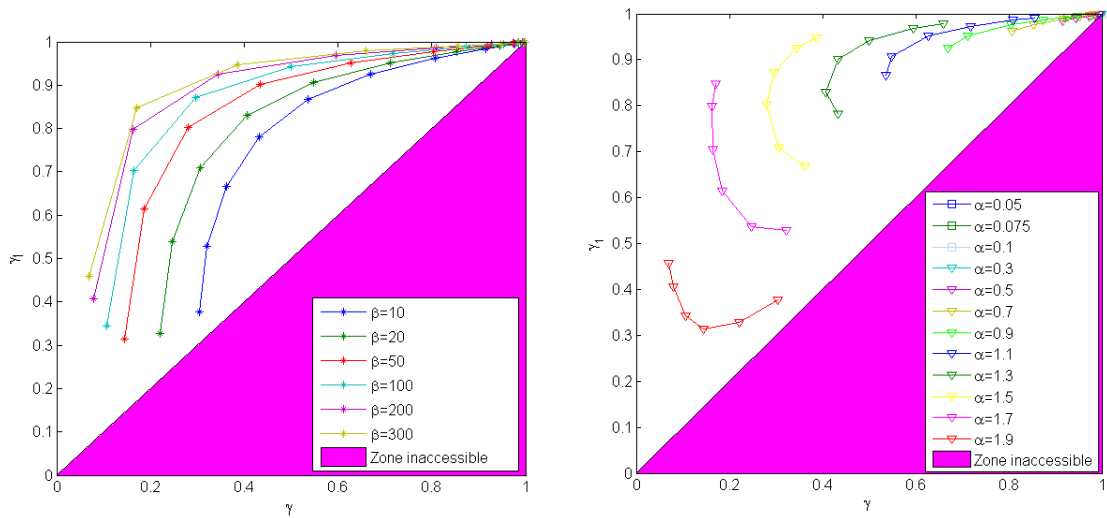 1
0.9
0.8
0.7
0.6
0.5
0.4
0.3
0.2
0.1
0
γl
β=10
β=20
β=50
β=100
β=200
β=300
Zone inaccessible
0 0.2 0.4 0.6 0.8 1
γ
1
0.9
0.8
0.7
0.6
0.5
0.4
0.3
0.2
0.1
0
γ1
α=0.05
α=0.075
α=0.1
α=0.3
α=0.5
α=0.7
α=0.9
α=1.1
α=1.3
α=1.5
α=1.7
α=1.9
Zone inaccessible
0 0.2 0.4 0.6 0.8 1
γ